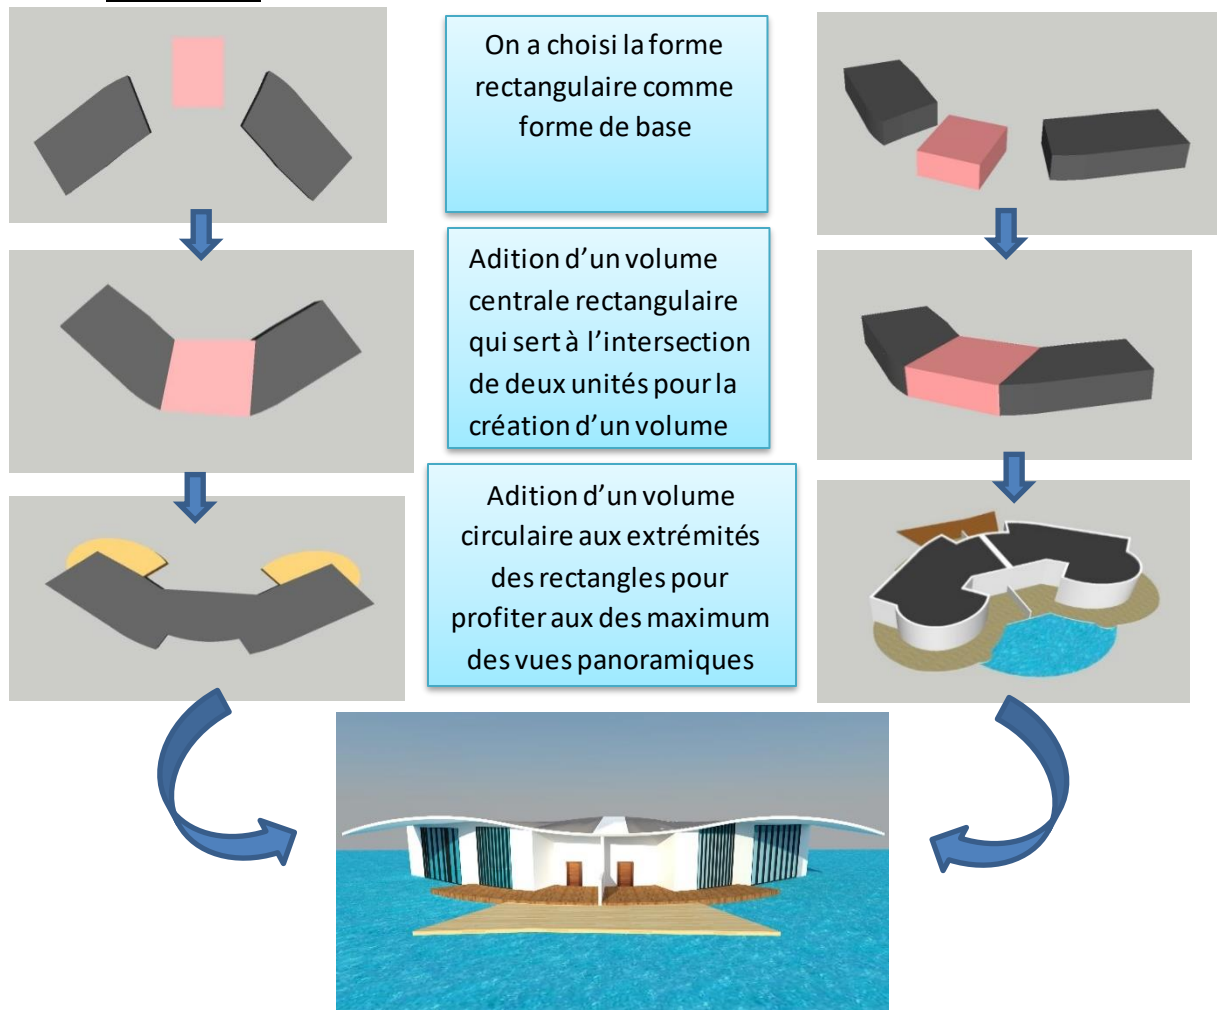 On a choisi la forme
rectangulaire comme
forme de base
Adition d'un volume
centrale rectangulaire
qui sert à l'intersection
de deux unités pour la
création d'un volume
Adition d'un volume
circulaire aux extrémités
des rectangles pour
profiter aux des maximum
des vues panoramiques